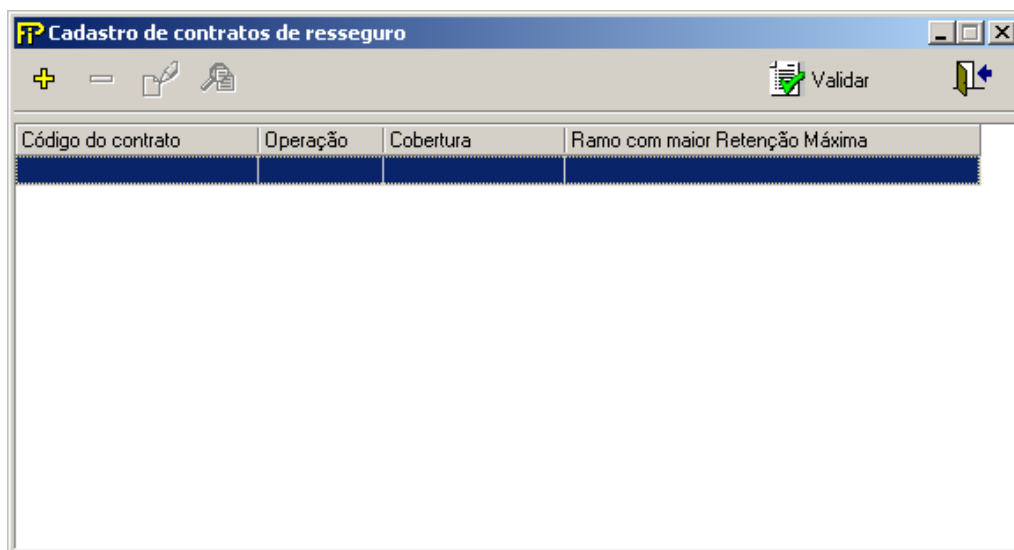 FiP Cadastro de contratos de resseguro
Validar
Código do contrato Operação Cobertura Ramo com maior Retenção Máxima